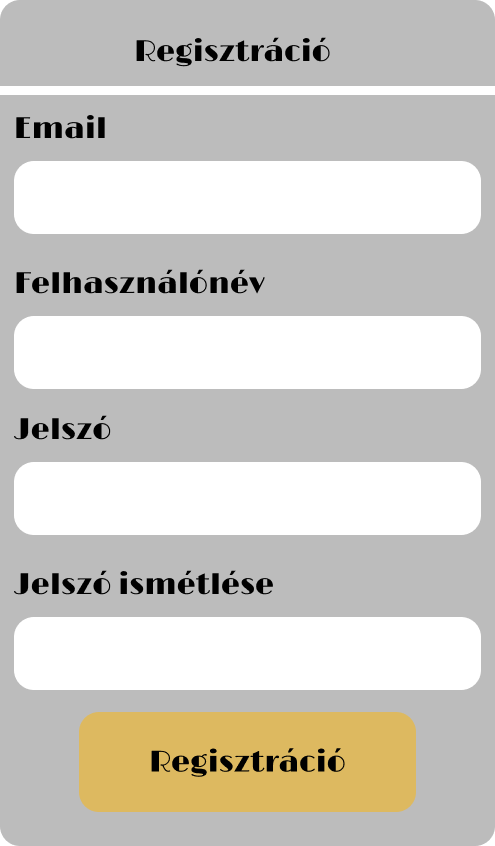 Regisztráció
Email
Felhasználónév
Jelszó
Jelszó ismétlése
Regisztráció